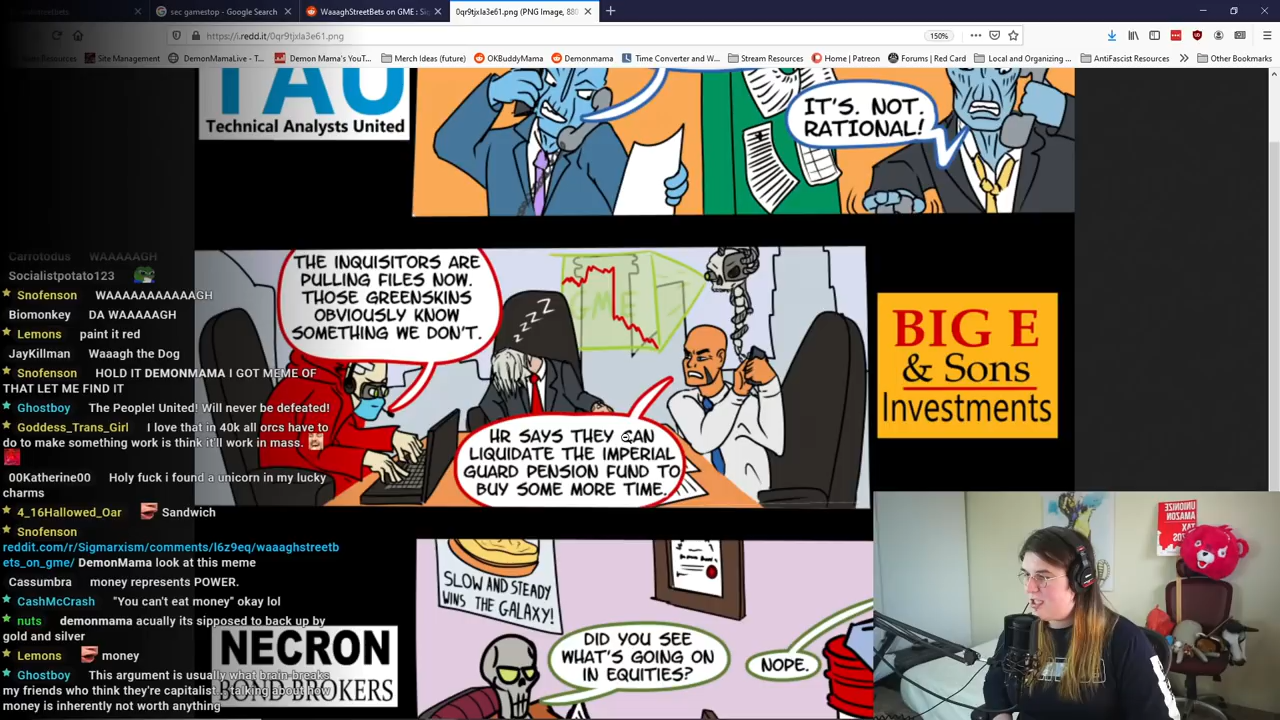 sec gamestop - Google Search
WaaaghStreetBets on GME : Sig
0qr9tjxla3e61.png (PNG Image, 880
https://i.redd.it/0qr9tjxla3e61.png
150%
Site Management
DemonMamaLive - T...
Demon Mama's YouT...
Merch Ideas (future)
OKBuddyMama
Demonmama
Time Converter and W...
Stream Resources
Home | Patreon
Forums | Red Card
Local and Organizing ...
AntiFascist Resources
Other Bookmarks
TAU
Technical Analysts United
IT'S. NOT.
RATIONAL!
THE INQUISITORS ARE
PULLING FILES NOW.
THOSE GREENSKINS
OBVIOUSLY KNOW
SOMETHING WE DON'T.
ZZZZ
GME
HR SAYS THEY CAN
LIQUIDATE THE IMPERIAL
GUARD PENSION FUND TO
BUY SOME MORE TIME.
BIG E
& Sons
Investments
SLOW AND STEADY
WINS THE GALAXY!
NECRON
BOND BROKERS
DID YOU SEE
WHAT'S GOING ON
IN EQUITIES?
NOPE.
Carrotodus WAAAAAGH
Socialistpotato123
Snofenson WAAAAAAAAAAGH
Biomonkey DA WAAAAGH
Lemons paint it red
JayKillman Waaagh the Dog
Snofenson HOLD IT DEMONMAMA I GOT MEME OF
THAT LET ME FIND IT
Ghostboy The People! United! Will never be defeated!
Goddess_Trans_Girl I love that in 40k all orcs have to
do to make something work is think it'll work in mass.
00Katherine00 Holy fuck i found a unicorn in my lucky
charms
4_16Hallowed_Oar Sandwich
Snofenson
reddit.com/r/Sigmarxism/comments/l6z9eq/waaaghstreetb
ets_on_gme/ DemonMama look at this meme
Cassumbra money represents POWER.
CashMcCrash "You can't eat money" okay lol
nuts demonmama acually its sipposed to back up by
gold and silver
Lemons money
Ghostboy This argument is usually what brain-breaks
my friends who think they're capitalist... talking about how
money is inherently not worth anything
UNIONIZE
AMAZON